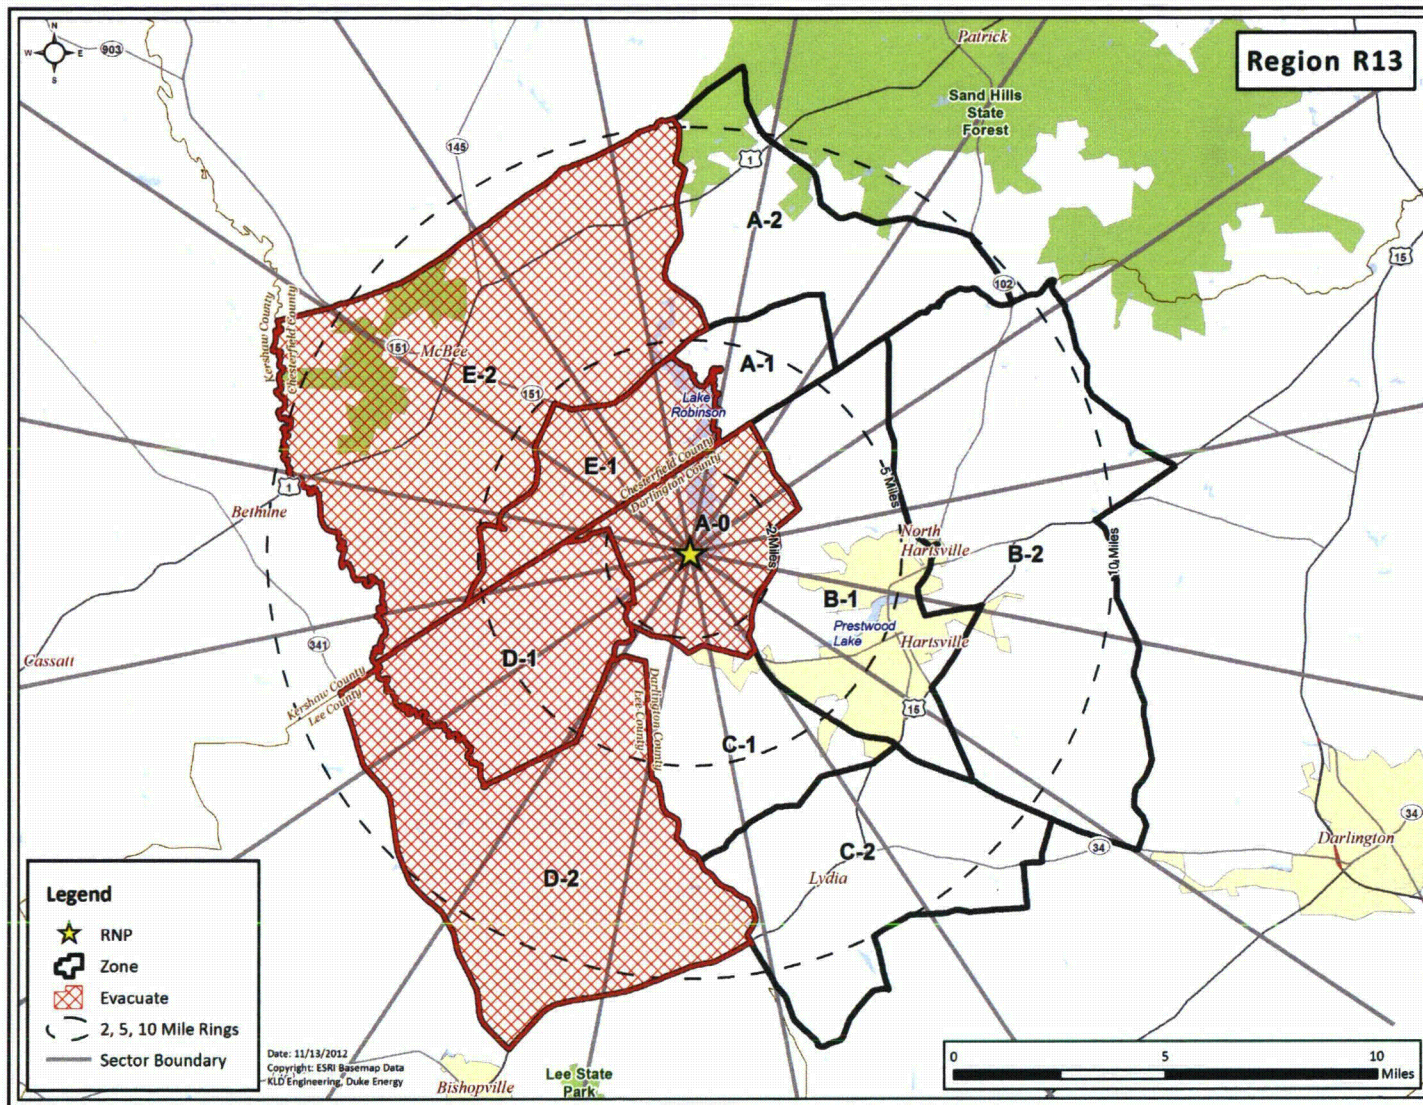 N
W E
S
903
Patrick
Region R13
Sand Hills
State
Forest
145
1
A-2
15
102
Kershaw County
Chesterfield County
151
McBee
E-2
151
A-1
Lake
Robinson
E-1
Chesterfield County
Darlington County
5 Miles
1
Bethune
A-0
2 Miles
North
Hartsville
B-2
10 Miles
B-1
Prestwood
Lake
Hartsville
341
Cassatt
D-1
Kershaw County
Lee County
Darlington County
Lee County
15
C-1
34
Darlington
34
C-2
Lydia
D-2
Legend
RNP
Zone
Evacuate
2, 5, 10 Mile Rings
Sector Boundary
Date: 11/13/2012
Copyright: ESRI Basemap Data
KLD Engineering, Duke Energy
Bishopville
Lee State
Park
0 5 10
Miles